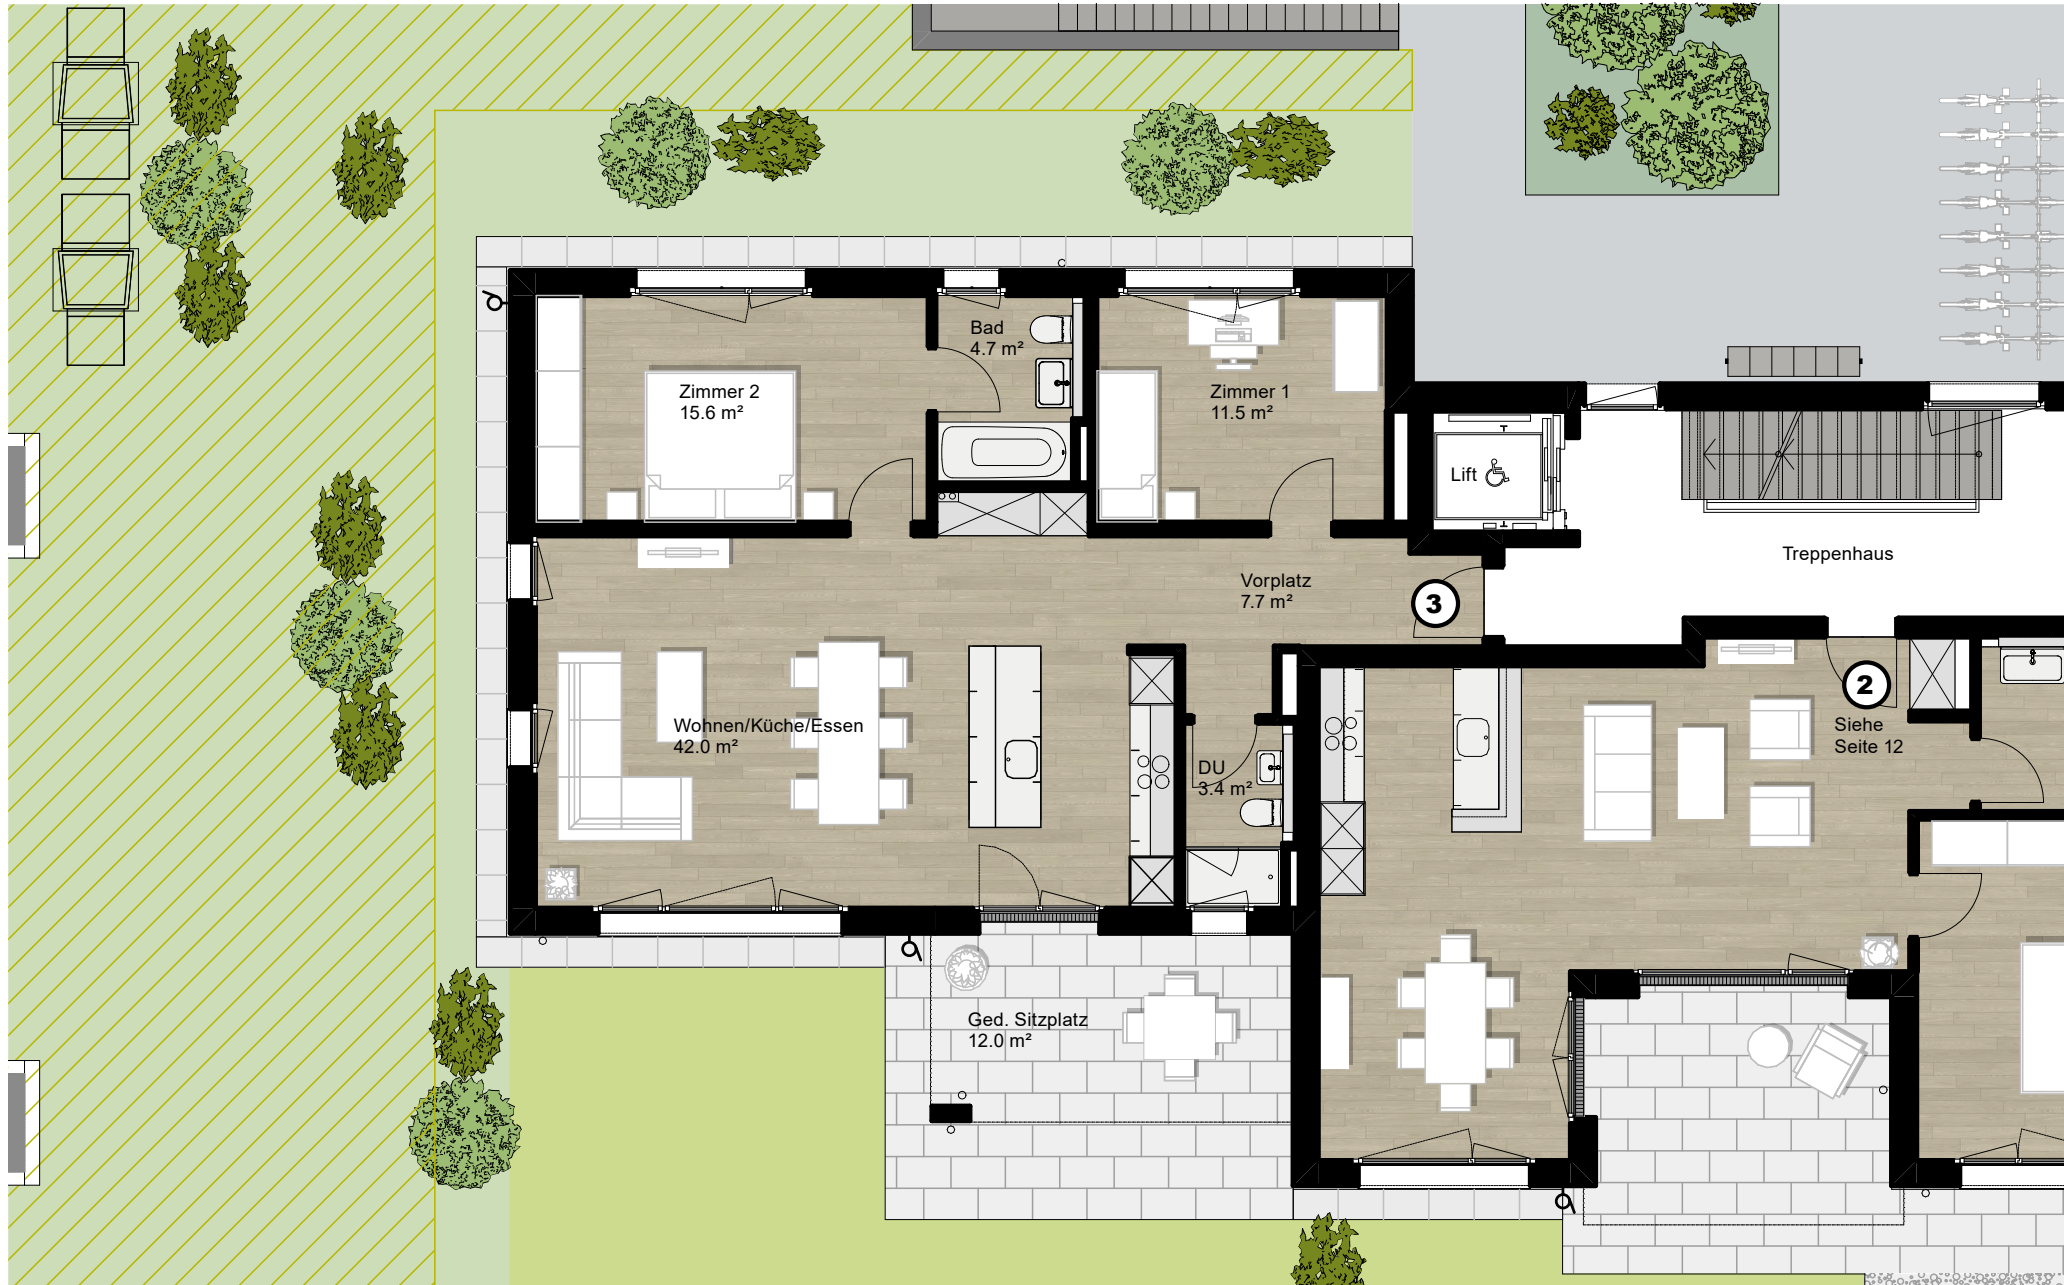 Bad
4.7 m²
Zimmer 2
15.6 m²
Zimmer 1
11.5 m²
Lift
Treppenhaus
Vorplatz
7.7 m²
3
2
Siehe
Seite 12
Wohnen/Küche/Essen
42.0 m²
DU
3.4 m²
Ged. Sitzplatz
12.0 m²